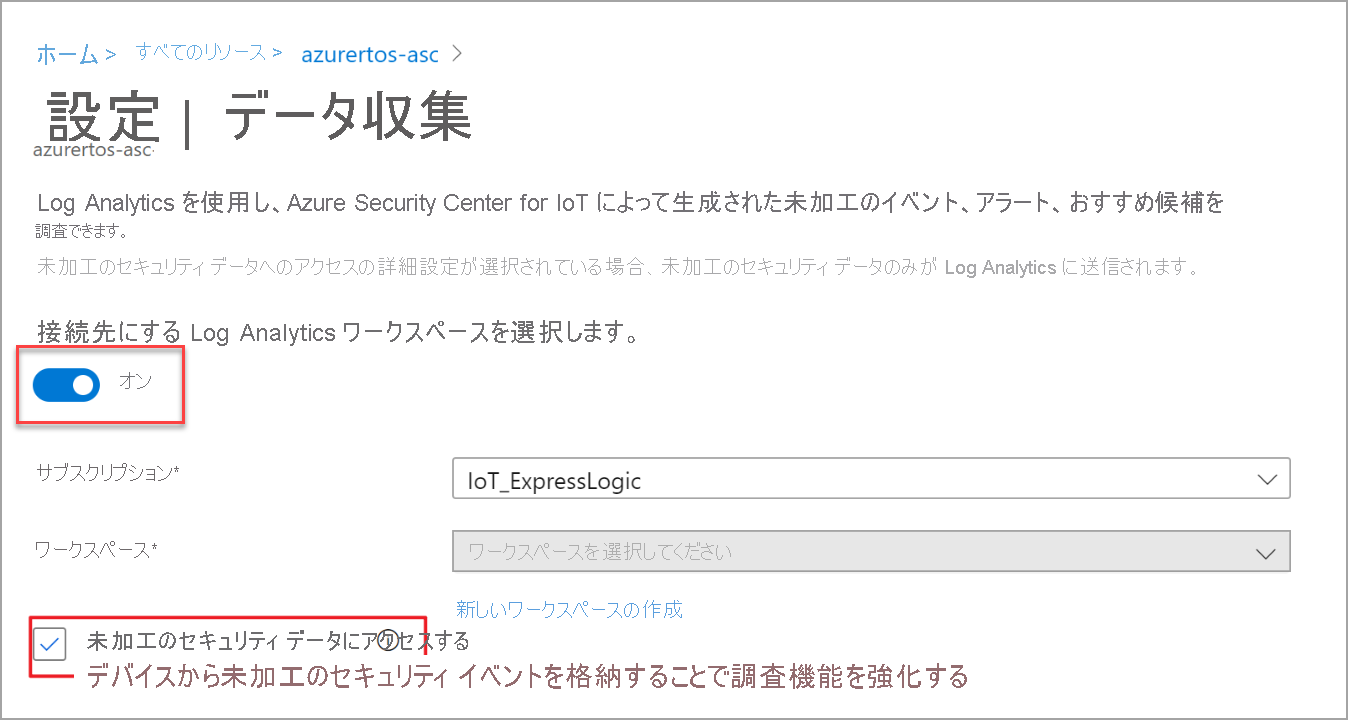 ホーム > すべてのリソース > azurertos-asc >
設定 | データ収集
azurertos-asc
Log Analytics を使用し、Azure Security Center for IoT によって生成された未加工のイベント、アラート、おすすめ候補を
調査できます。
未加工のセキュリティ データへのアクセスの詳細設定が選択されている場合、未加工のセキュリティ データのみが Log Analytics に送信されます。
接続先にする Log Analytics ワークスペースを選択します。
オン
サブスクリプション*
IoT_ExpressLogic
ワークスペース*
ワークスペースを選択してください
新しいワークスペースの作成
未加工のセキュリティ データにアクセスする
デバイスから未加工のセキュリティ イベントを格納することで調査機能を強化する